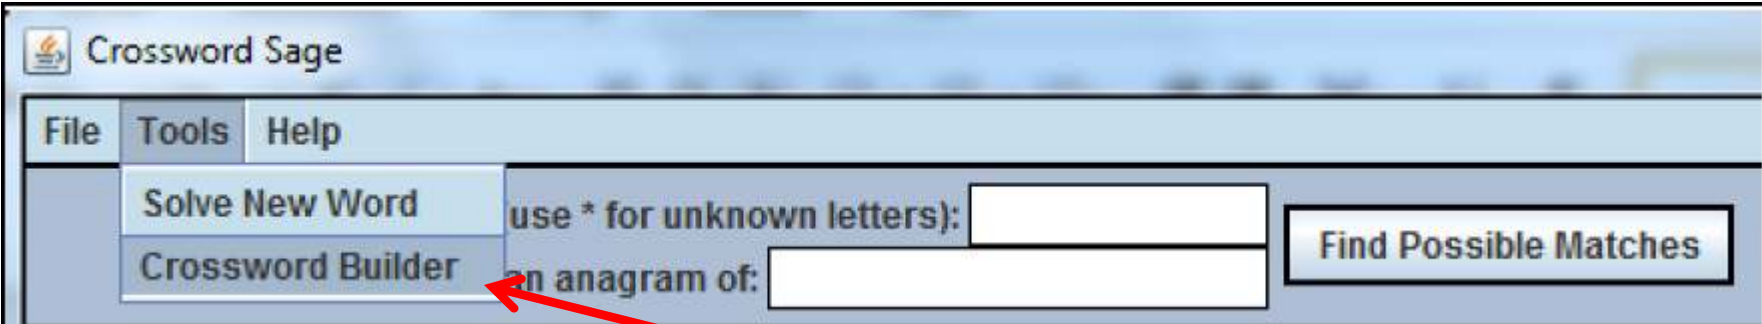 Crossword Sage
File Tools Help
Solve New Word
use * for unknown letters):
Find Possible Matches
Crossword Builder
an anagram of: